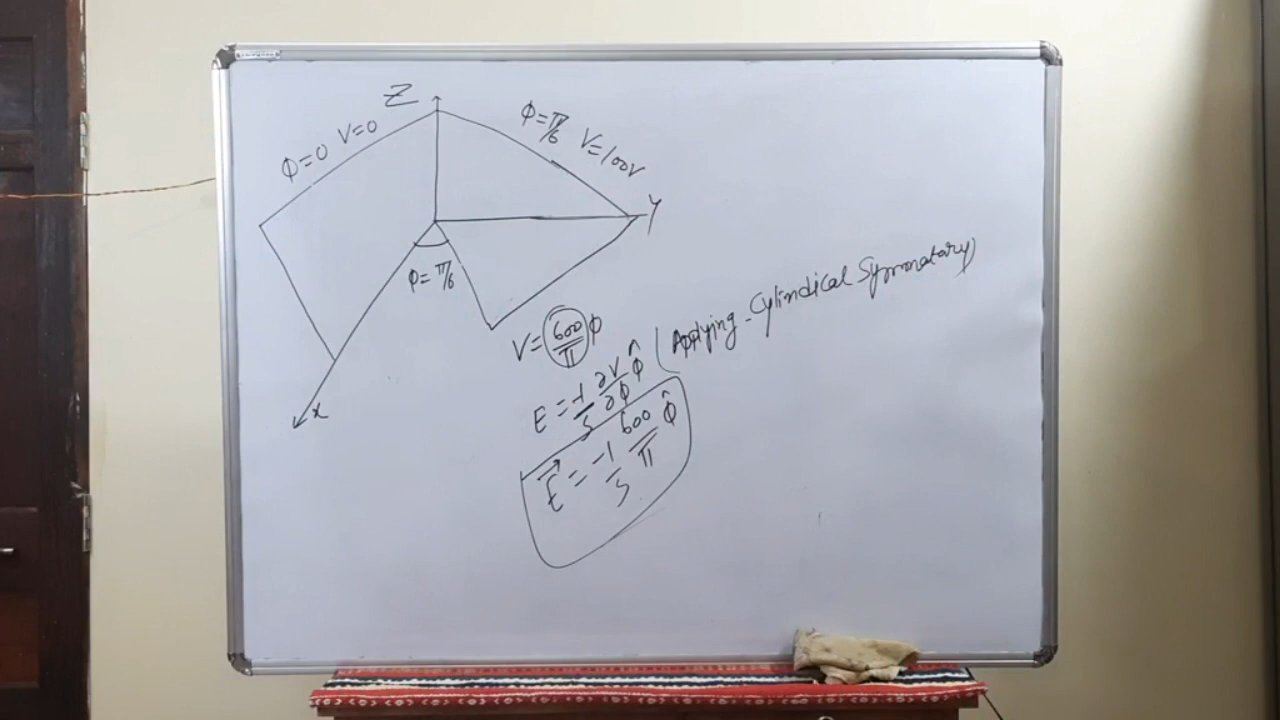 Z
φ=0 V=0
φ=π/6 V=100V
y
φ=π/6
x
V=600/π φ
E=-1/s ∂V/∂φ φ̂ (Applying Cylindical Symmatary)
E⃗=-1/s 600/π φ̂